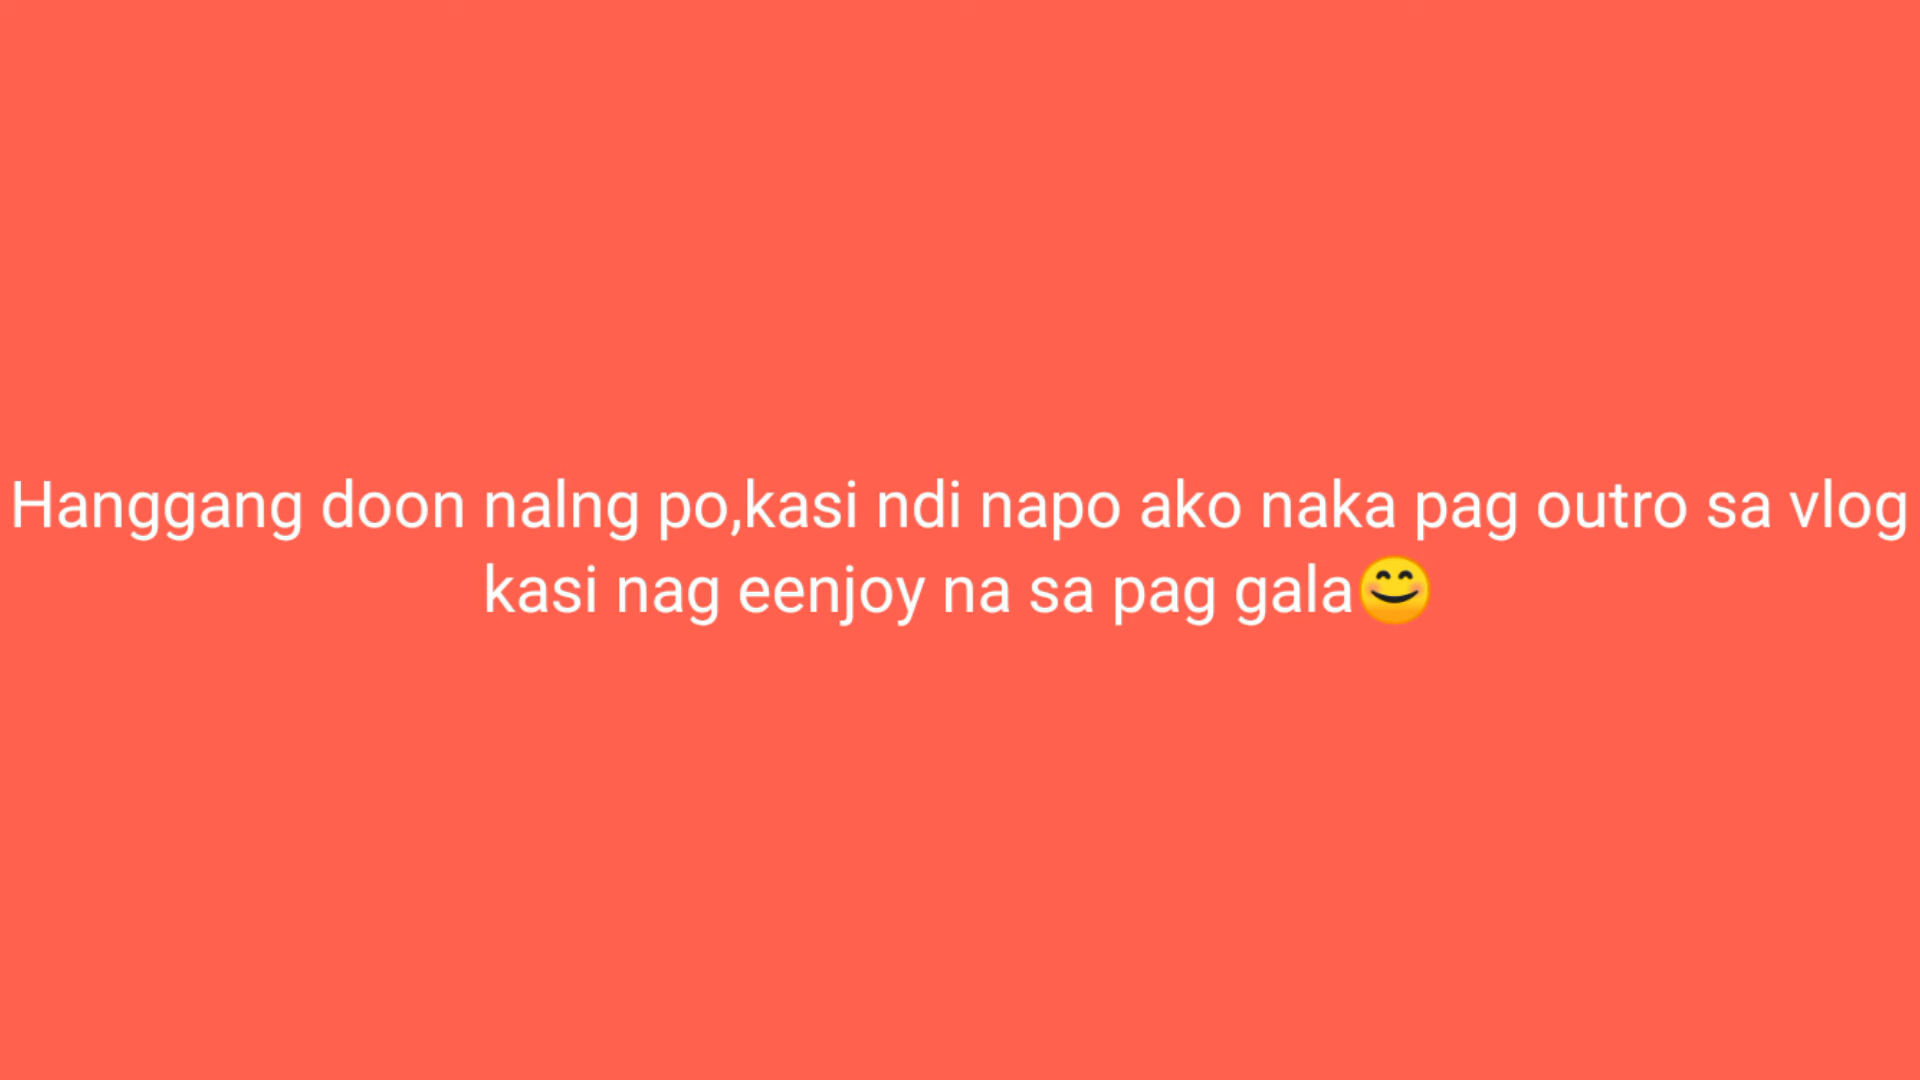 Hanggang doon nalng po,kasi ndi napo ako naka pag outro sa vlog
kasi nag eenjoy na sa pag gala😊